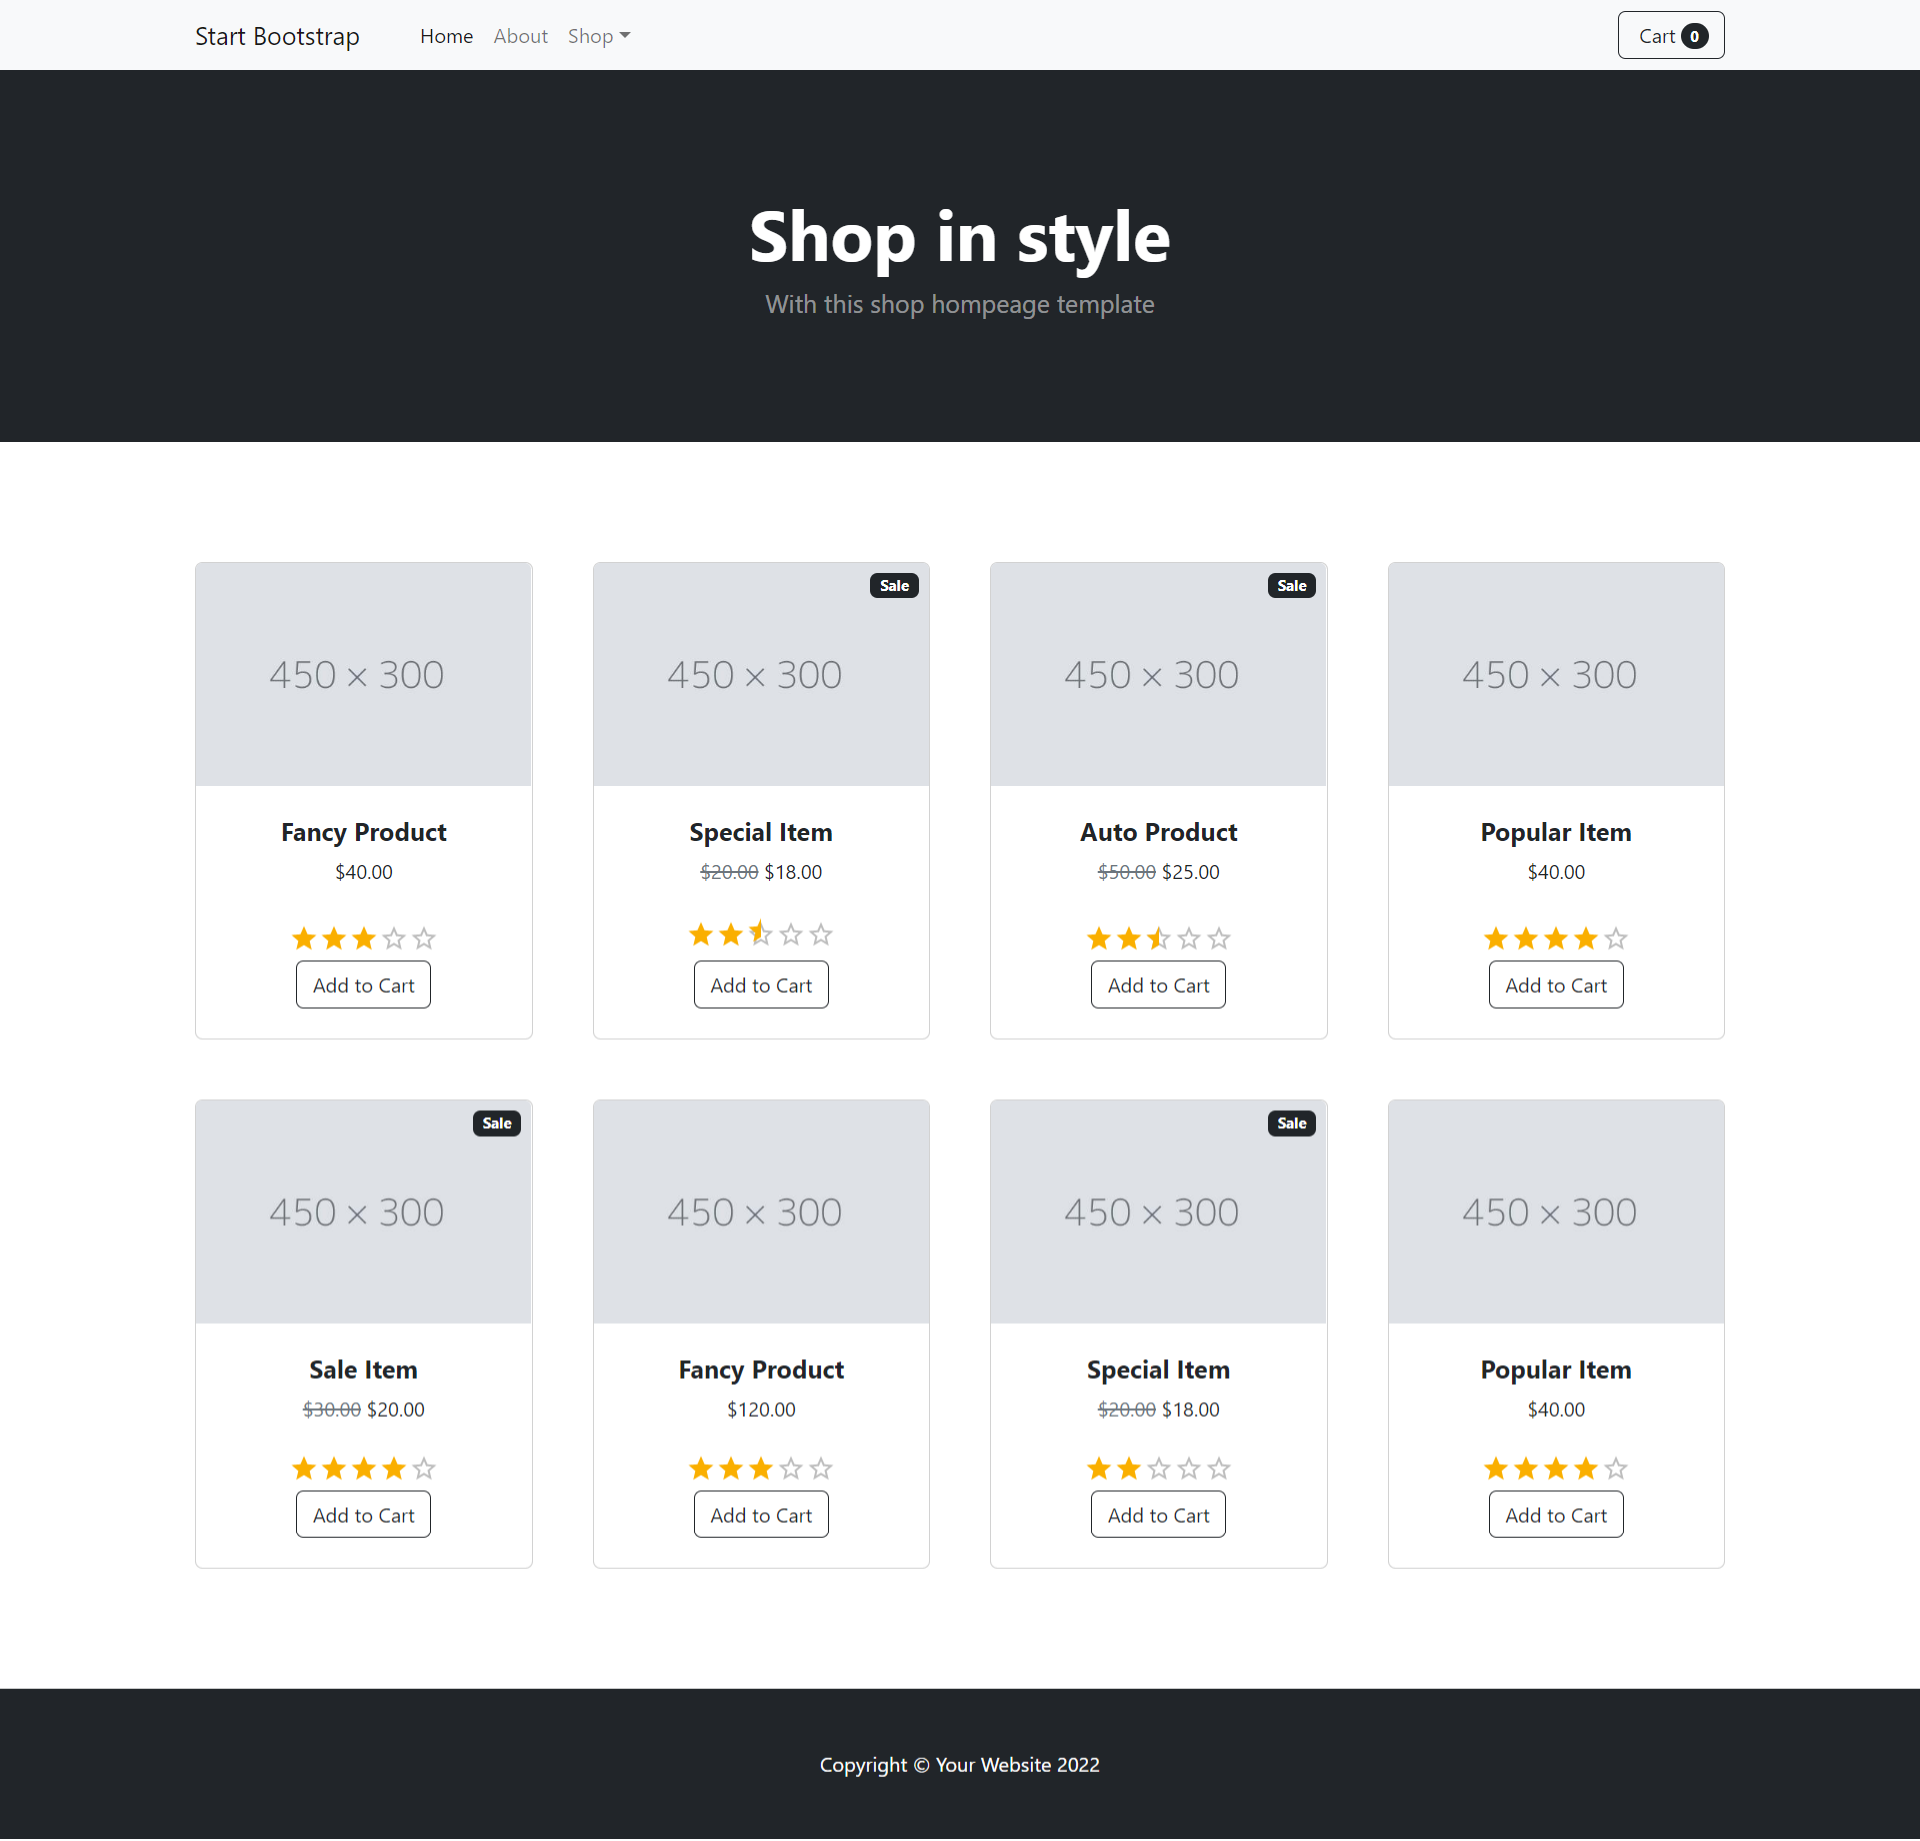 Start Bootstrap Home About Shop Cart 0
Shop in style
With this shop hompeage template
Sale Sale
450 × 300 450 × 300 450 × 300 450 × 300
Fancy Product Special Item Auto Product Popular Item
$40.00 $20.00 $18.00 $50.00 $25.00 $40.00
Add to Cart Add to Cart Add to Cart Add to Cart
Sale Sale
450 × 300 450 × 300 450 × 300 450 × 300
Sale Item Fancy Product Special Item Popular Item
$30.00 $20.00 $120.00 $20.00 $18.00 $40.00
Add to Cart Add to Cart Add to Cart Add to Cart
Copyright © Your Website 2022